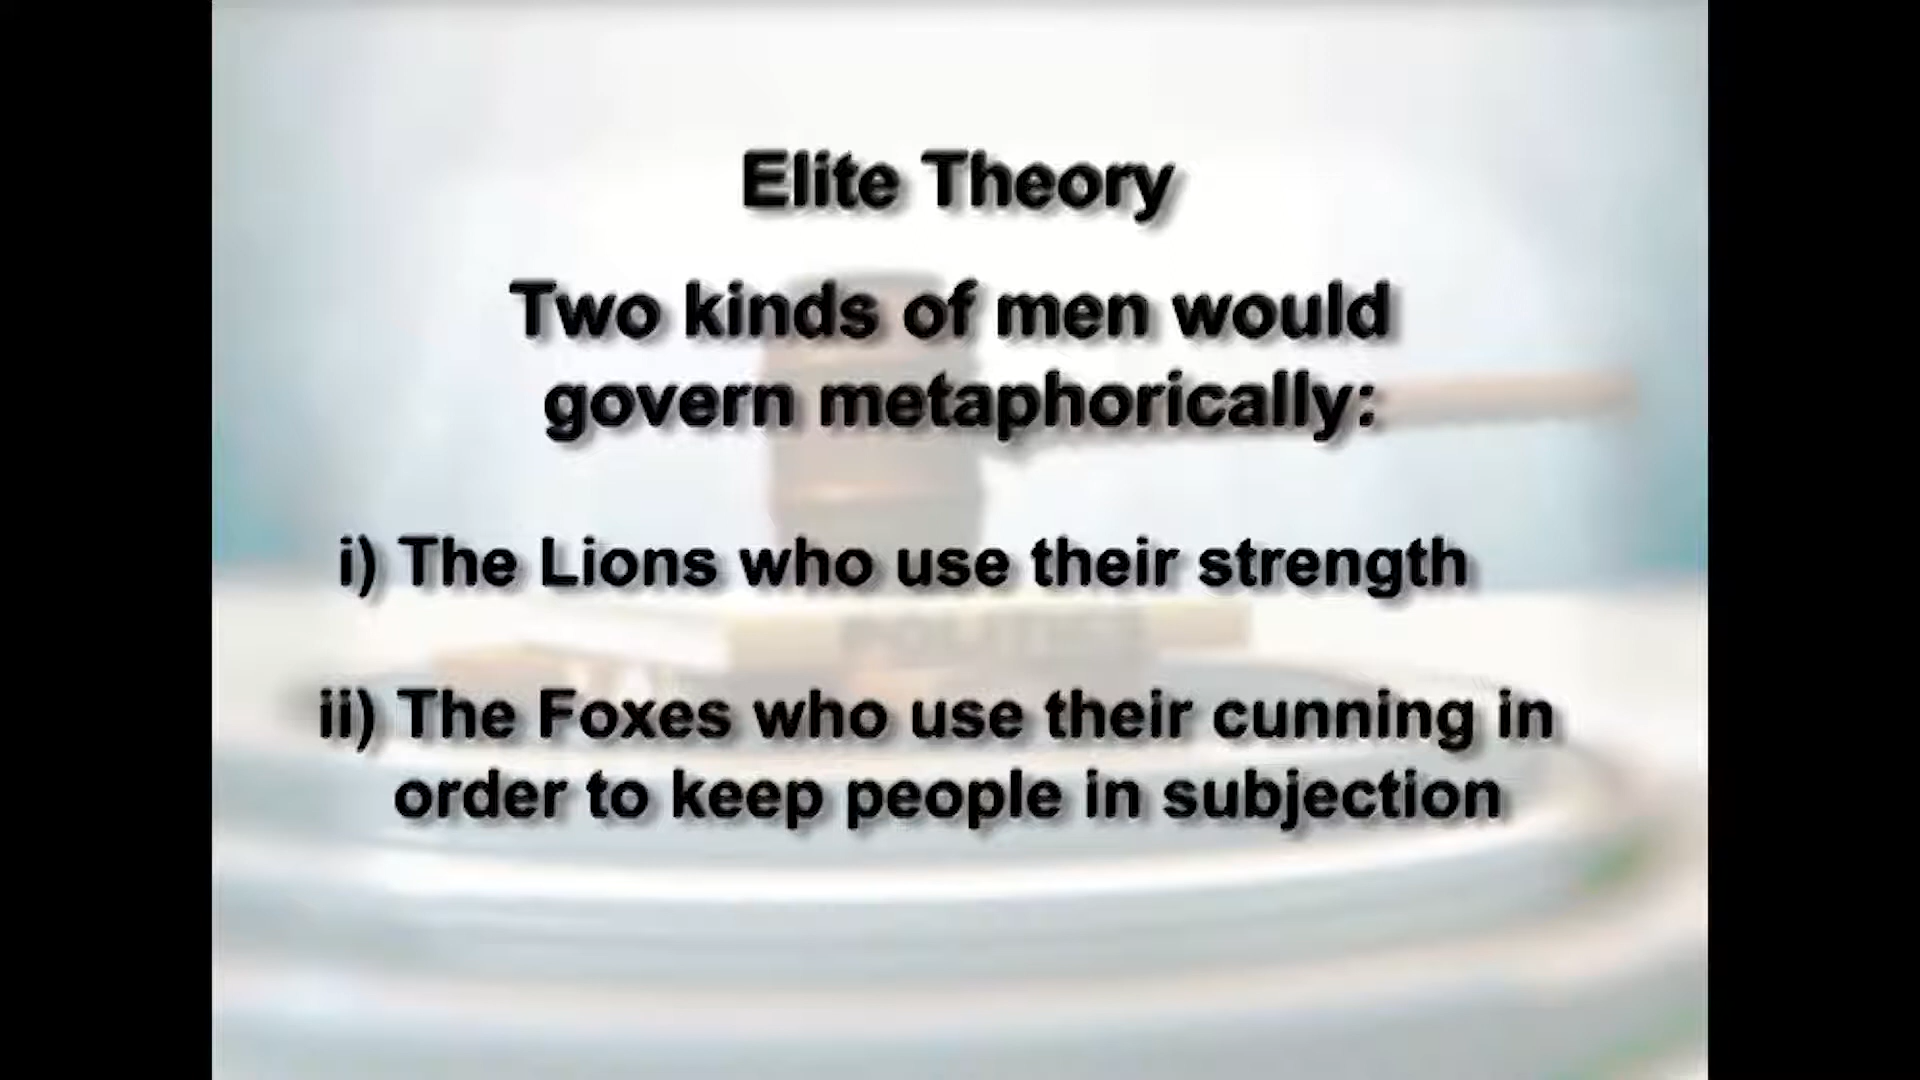 Elite Theory
Two kinds of men would
govern metaphorically:
i) The Lions who use their strength
POLITICS
ii) The Foxes who use their cunning in
order to keep people in subjection